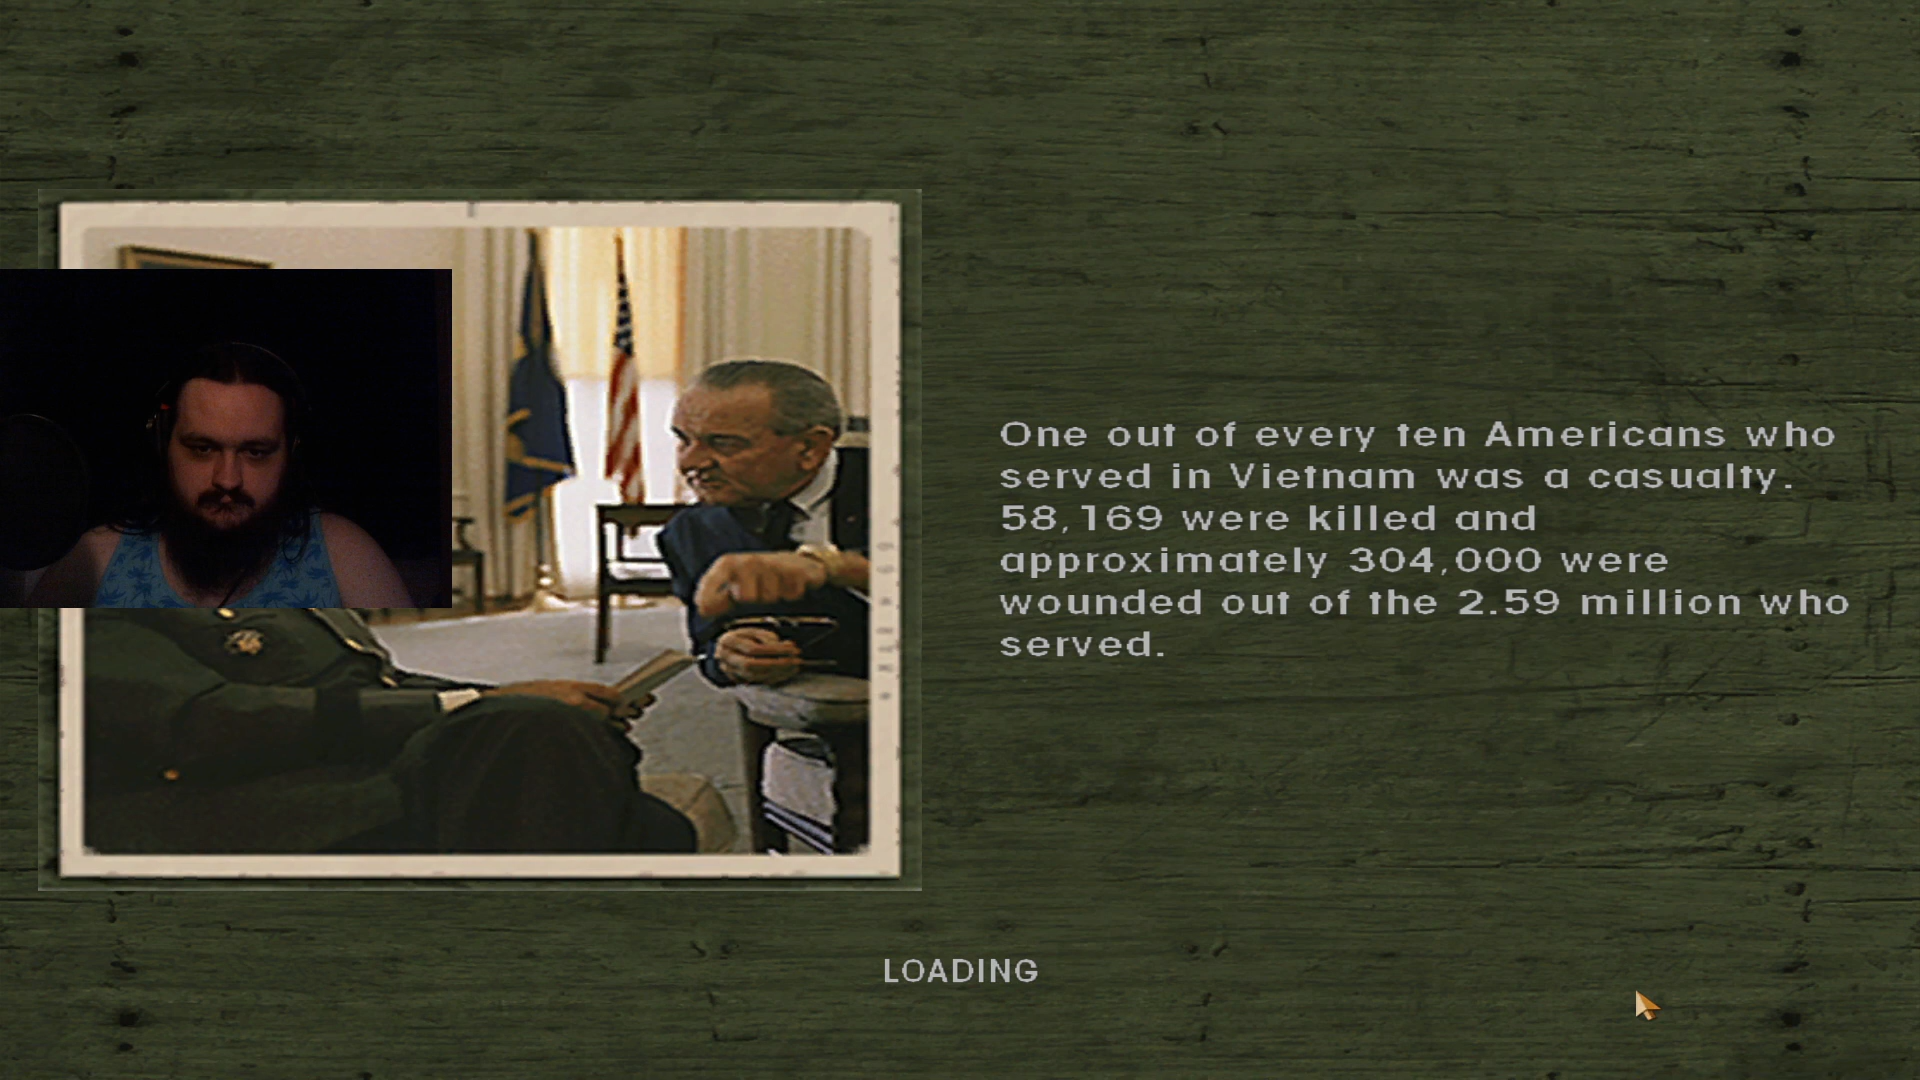 One out of every ten Americans who
served in Vietnam was a casualty.
58,169 were killed and
approximately 304,000 were
wounded out of the 2.59 million who
served.
LOADING